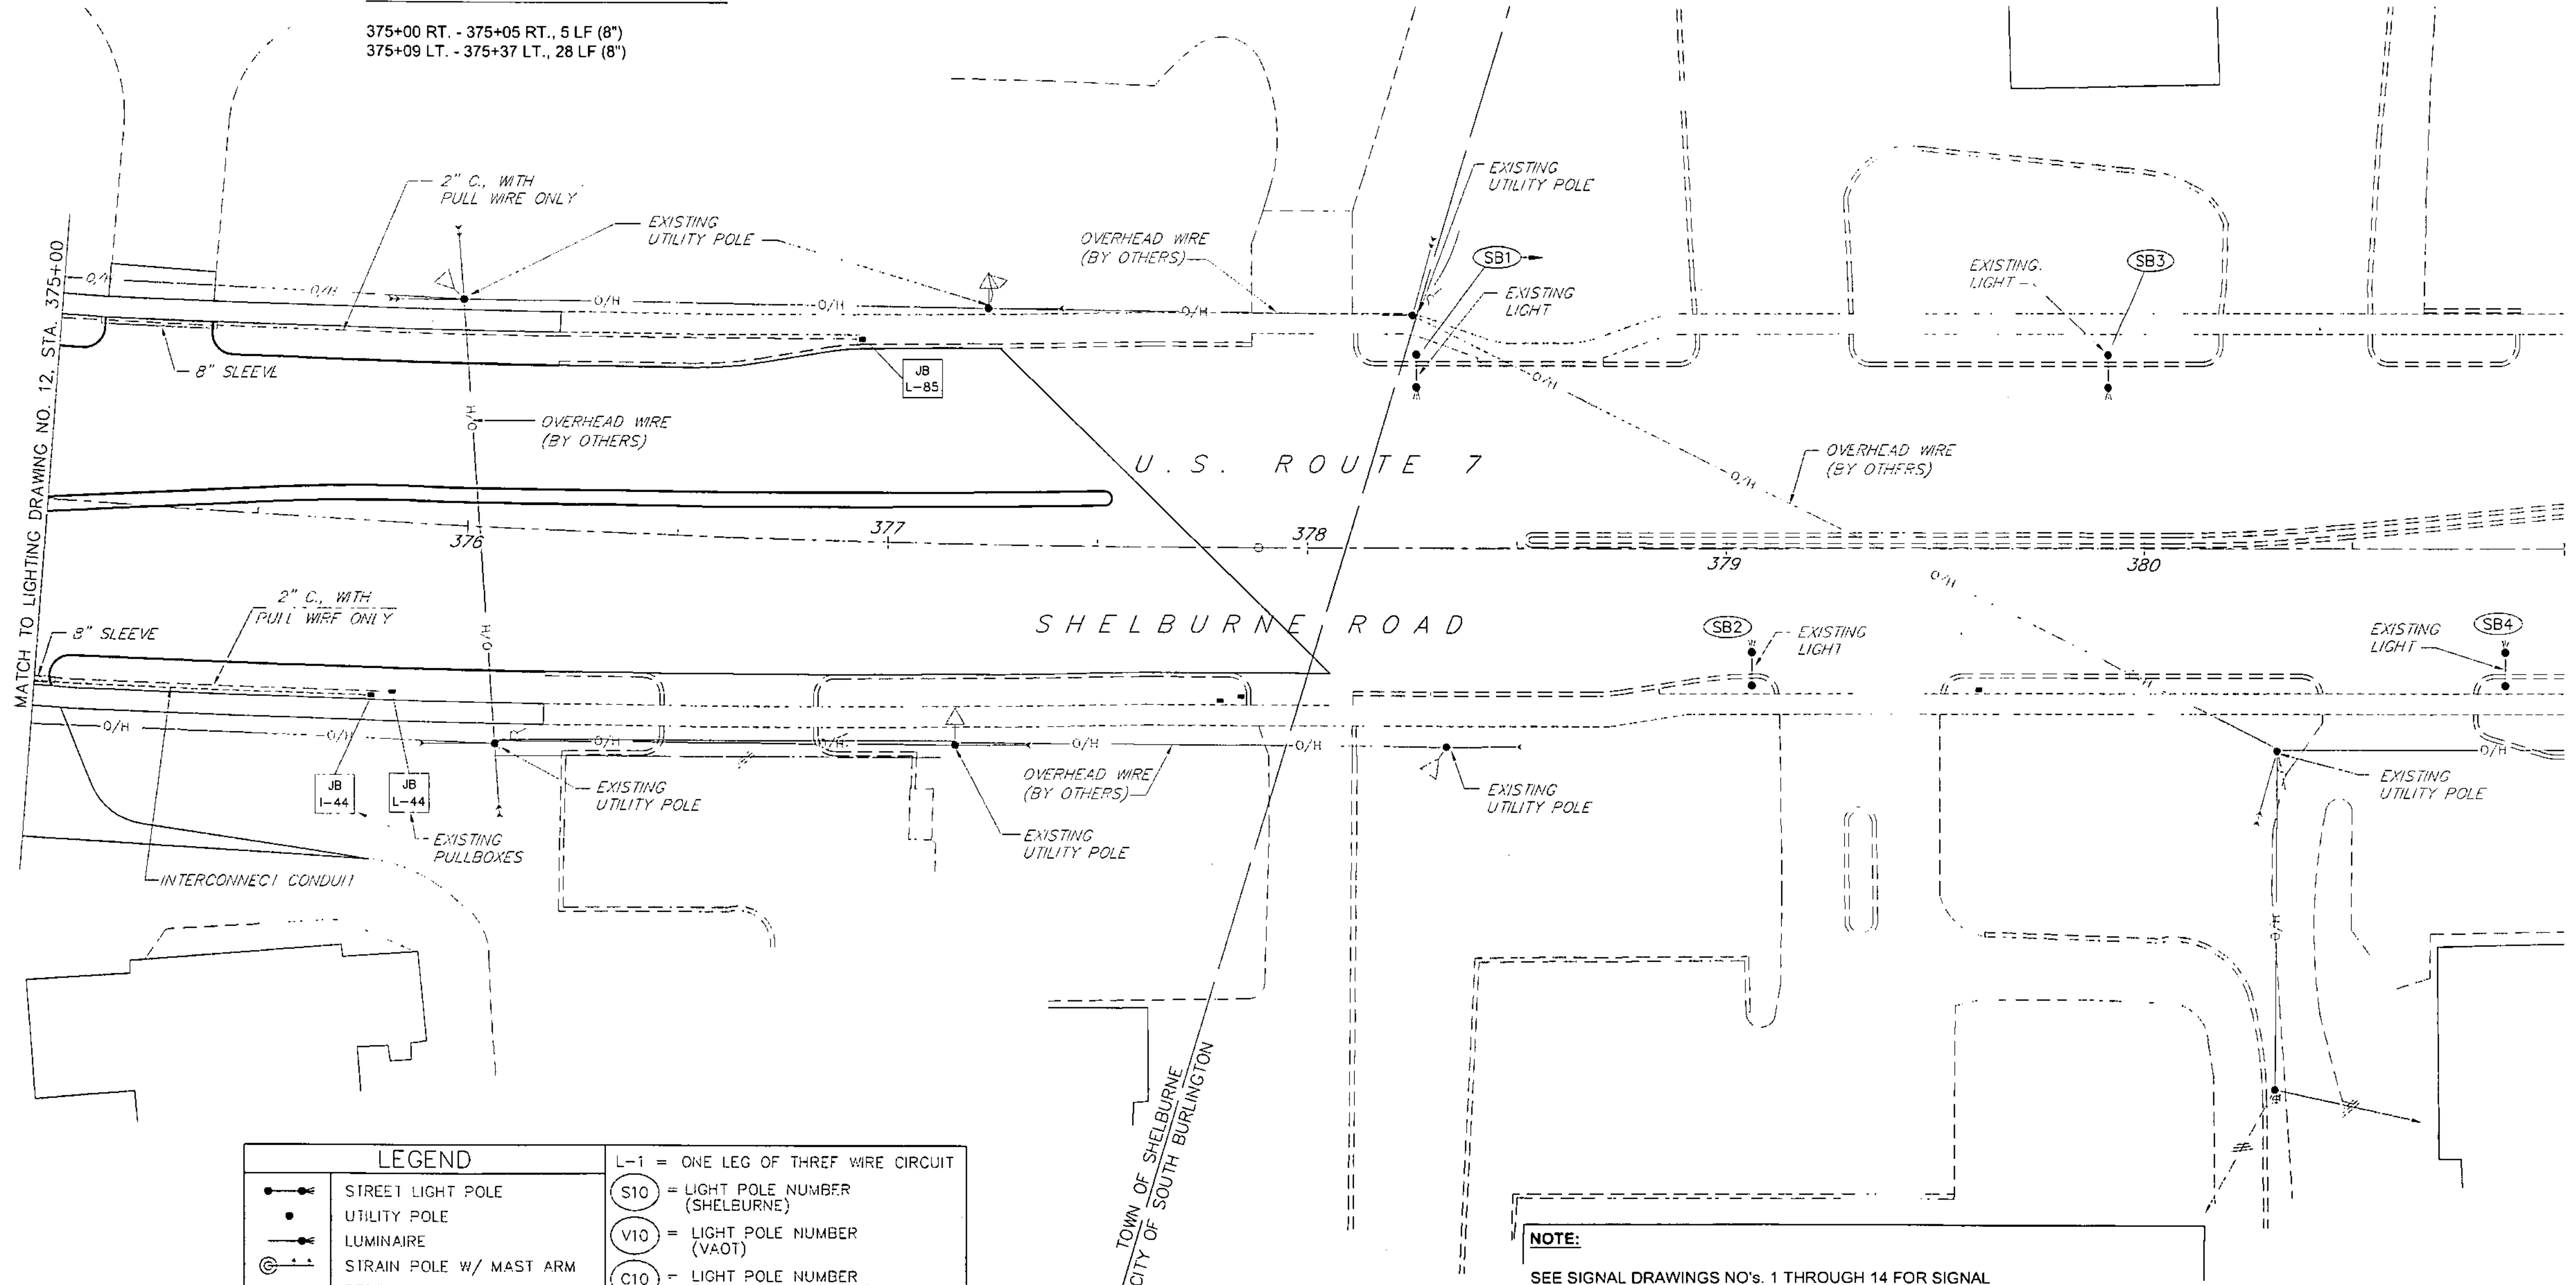 375+00 RT. - 375+05 RT., 5 LF (8")
375+09 LT. - 375+37 LT., 28 LF (8")
2" C., WITH
PULL WIRE ONLY
EXISTING
UTILITY POLE
OVERHEAD WIRE
(BY OTHERS)
EXISTING
UTILITY POLE
SB1
EXISTING
LIGHT
EXISTING
LIGHT
SB3
O/H
O/H
O/H
O/H
O/H
8" SLEEVE
JB
L-85
O/H
O/H
OVERHEAD WIRE
(BY OTHERS)
MATCH TO LIGHTING DRAWING NO. 12, STA. 375+00
U.S. ROUTE 7
OVERHEAD WIRE
(BY OTHERS)
O/H
376
377
378
379
380
O/H
2" C., WITH
PULL WIRE ONLY
8" SLEEVE
O/H
SHELBURNE ROAD
SB2
EXISTING
LIGHT
EXISTING
LIGHT
SB4
O/H
O/H
O/H
O/H
O/H
O/H
O/H
JB
I-44
JB
L-44
EXISTING
PULLBOXES
EXISTING
UTILITY POLE
OVERHEAD WIRE
(BY OTHERS)
EXISTING
UTILITY POLE
EXISTING
UTILITY POLE
EXISTING
UTILITY POLE
INTERCONNECT CONDUIT
O/H
TOWN OF SHELBURNE
CITY OF SOUTH BURLINGTON
LEGEND
STREET LIGHT POLE
UTILITY POLE
LUMINAIRE
STRAIN POLE W/ MAST ARM
L-1 = ONE LEG OF THREE WIRE CIRCUIT
S10 = LIGHT POLE NUMBER
(SHELBURNE)
V10 = LIGHT POLE NUMBER
(VAOT)
C10 = LIGHT POLE NUMBER
NOTE:
SEE SIGNAL DRAWINGS NO's. 1 THROUGH 14 FOR SIGNAL